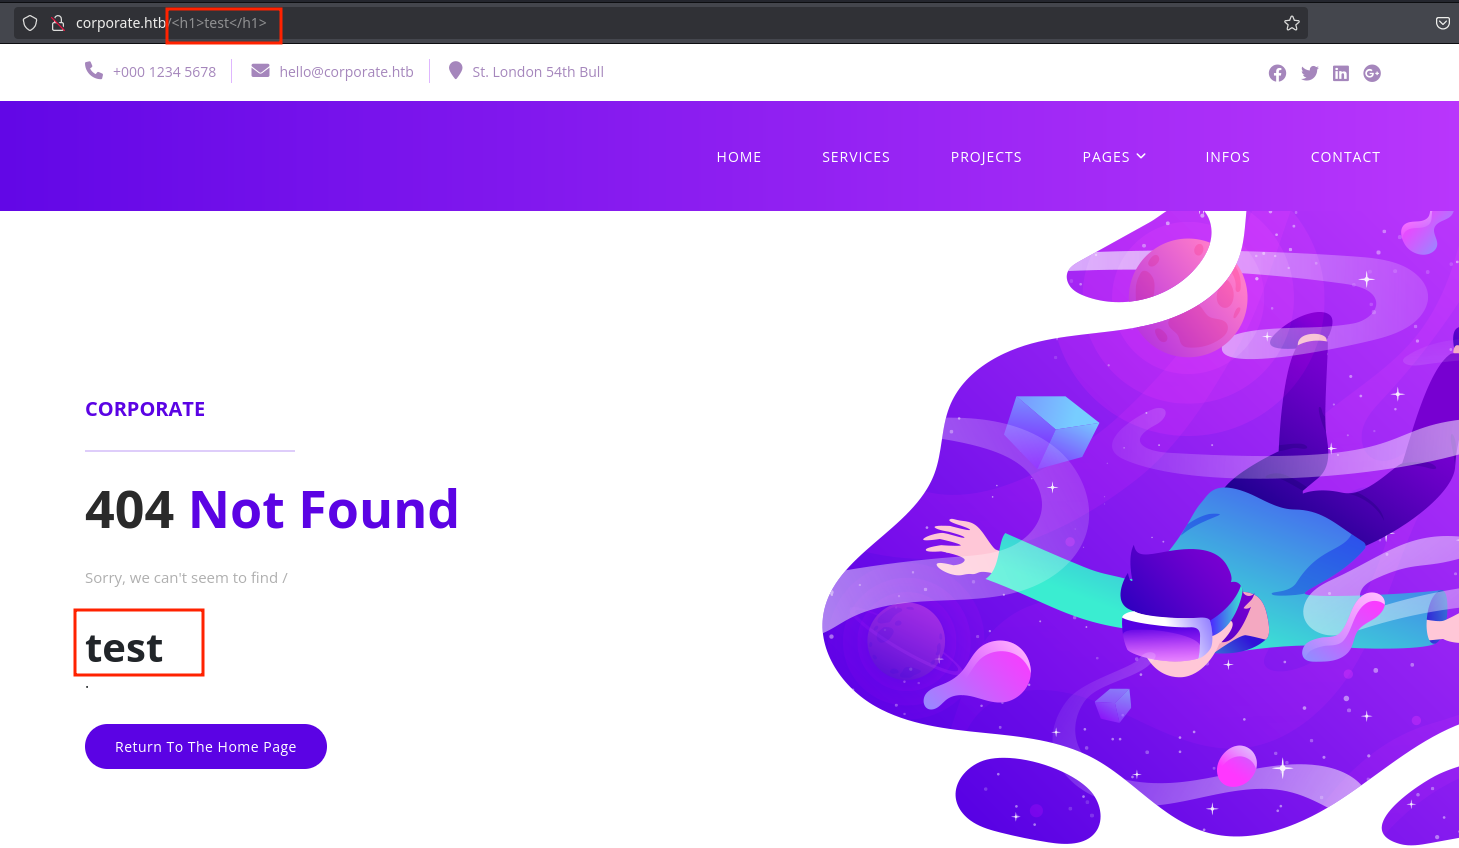 corporate.htb/<h1>test</h1>
+000 1234 5678 hello@corporate.htb St. London 54th Bull
HOME SERVICES PROJECTS PAGES INFOS CONTACT
CORPORATE
404 Not Found
Sorry, we can't seem to find /
test
.
Return To The Home Page